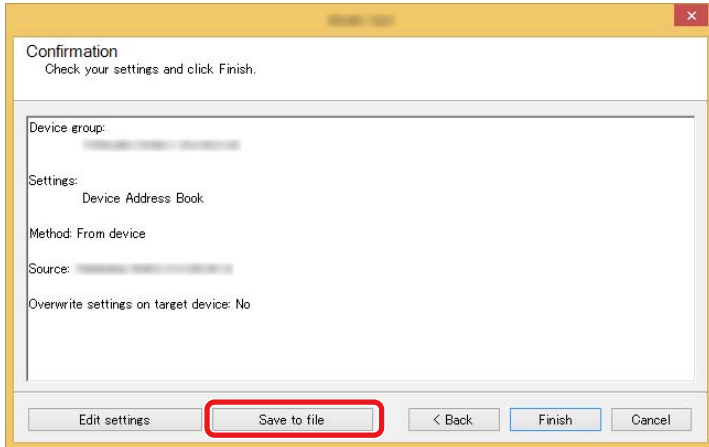 Confirmation
Check your settings and click Finish.
Device group:
Settings:
Device Address Book
Method: From device
Source:
Overwrite settings on target device: No
Edit settings
Save to file
< Back
Finish
Cancel